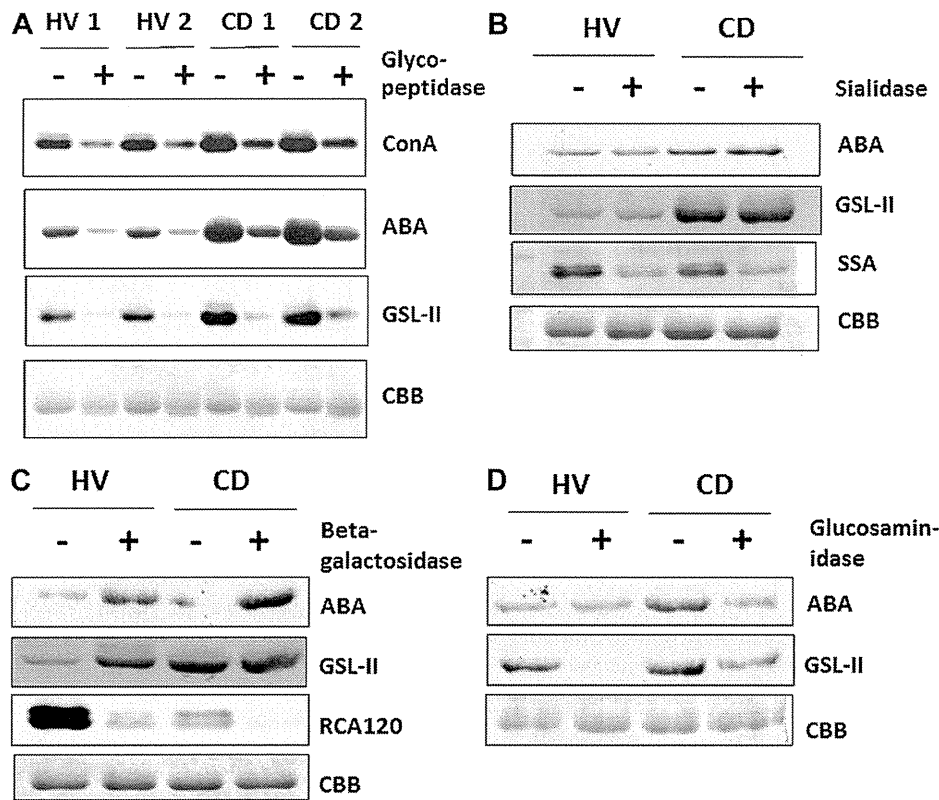 A
HV 1 HV 2 CD 1 CD 2
- + - + - + - +
Glyco-
peptidase
ConA
ABA
GSL-II
CBB
B
HV CD
- + - +
Sialidase
ABA
GSL-II
SSA
CBB
C
HV CD
- + - +
Beta-
galactosidase
ABA
GSL-II
RCA120
CBB
D
HV CD
- + - +
Glucosamin-
idase
ABA
GSL-II
CBB